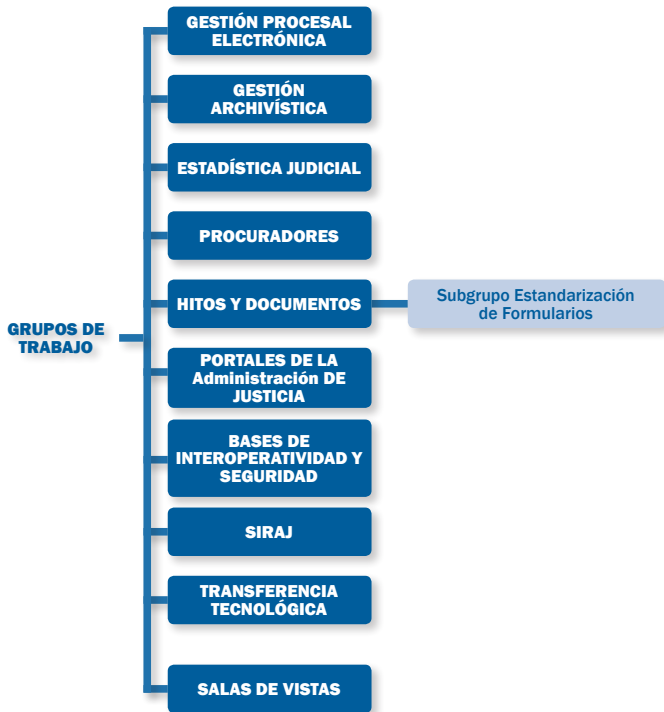 GRUPOS DE
TRABAJO
GESTIÓN PROCESAL
ELECTRÓNICA
GESTIÓN
ARCHIVÍSTICA
ESTADÍSTICA JUDICIAL
PROCURADORES
HITOS Y DOCUMENTOS
Subgrupo Estandarización
de Formularios
PORTALES DE LA
Administración DE
JUSTICIA
BASES DE
INTEROPERATIVIDAD Y
SEGURIDAD
SIRAJ
TRANSFERENCIA
TECNOLÓGICA
SALAS DE VISTAS